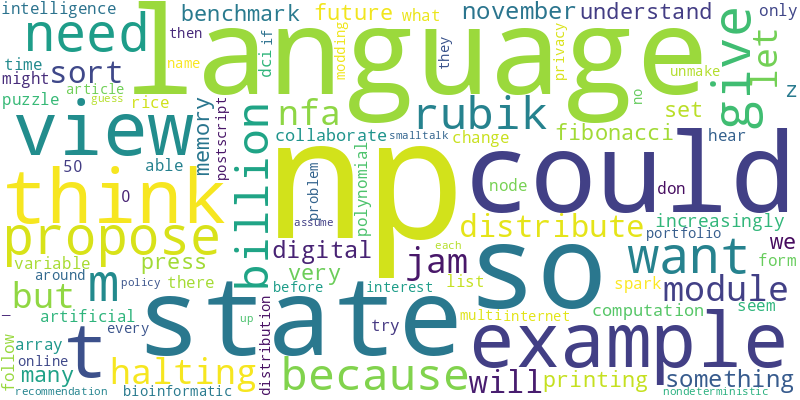 intelligence
benchmark
future
what
november
understand
only
need
language
then
if
dci
modding
they
privacy
give
let
time
might
sort
name
unmake
z
puzzle
article
guess
rice
view
memory
postscript
billion
nfa
rubik
no
set
collaborate
smalltalk
change
fibonacci
hear
50
able
think
np
could
problem
polynomial
node
don
0
assume
propose
distribute
increasingly
portfolio
we
variable
press
there
very
digital
each
jam
want
form
around
m
policy
before
interest
list
so
spark
module
but
state
artificial
array
every
t
up
multi
internet
computation
seem
_
distribution
try
example
follow
online
many
halting
because
will
printing
something
recommendation
bioinformatic
nondeterministic